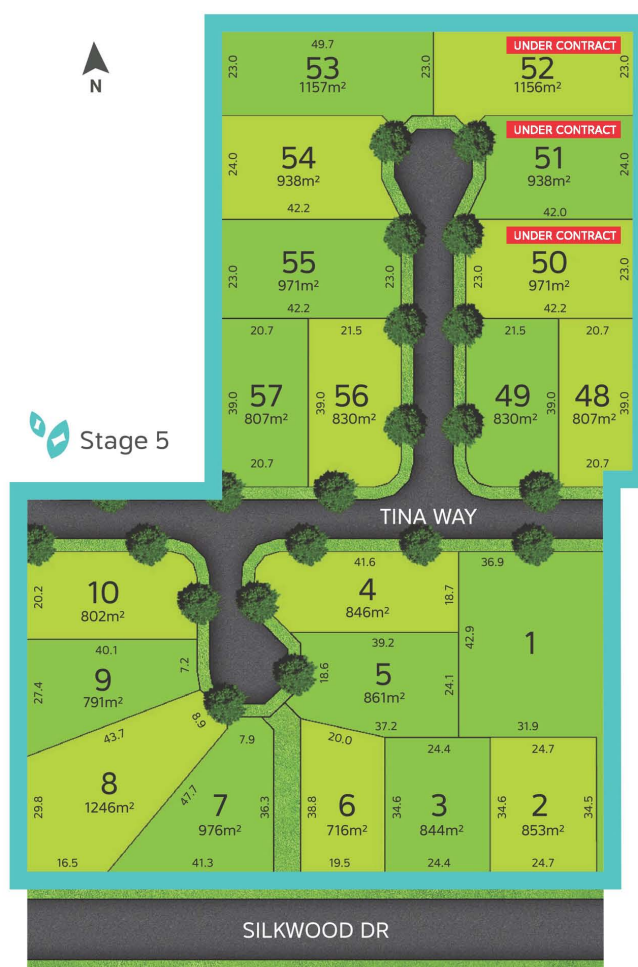 49.7
UNDER CONTRACT
23.0
53
23.0
52
23.0
1157m²
1156m²
N
UNDER CONTRACT
24.0
54
51
24.0
938m²
938m²
42.2
42.0
UNDER CONTRACT
23.0
55
23.0
23.0
50
23.0
971m²
971m²
42.2
42.2
20.7
21.5
21.5
20.7
39.0
57
39.0
56
49
39.0
48
39.0
807m²
830m²
830m²
807m²
20.7
20.7
Stage 5
TINA WAY
41.6
36.9
20.2
10
4
18.7
802m²
846m²
42.9
1
40.1
39.2
27.4
9
7.2
18.6
5
24.1
791m²
861m²
8.9
37.2
31.9
43.7
7.9
20.0
24.4
24.7
29.8
8
47.7
7
36.3
38.8
6
34.6
3
34.6
2
34.5
1246m²
976m²
716m²
844m²
853m²
16.5
41.3
19.5
24.4
24.7
SILKWOOD DR